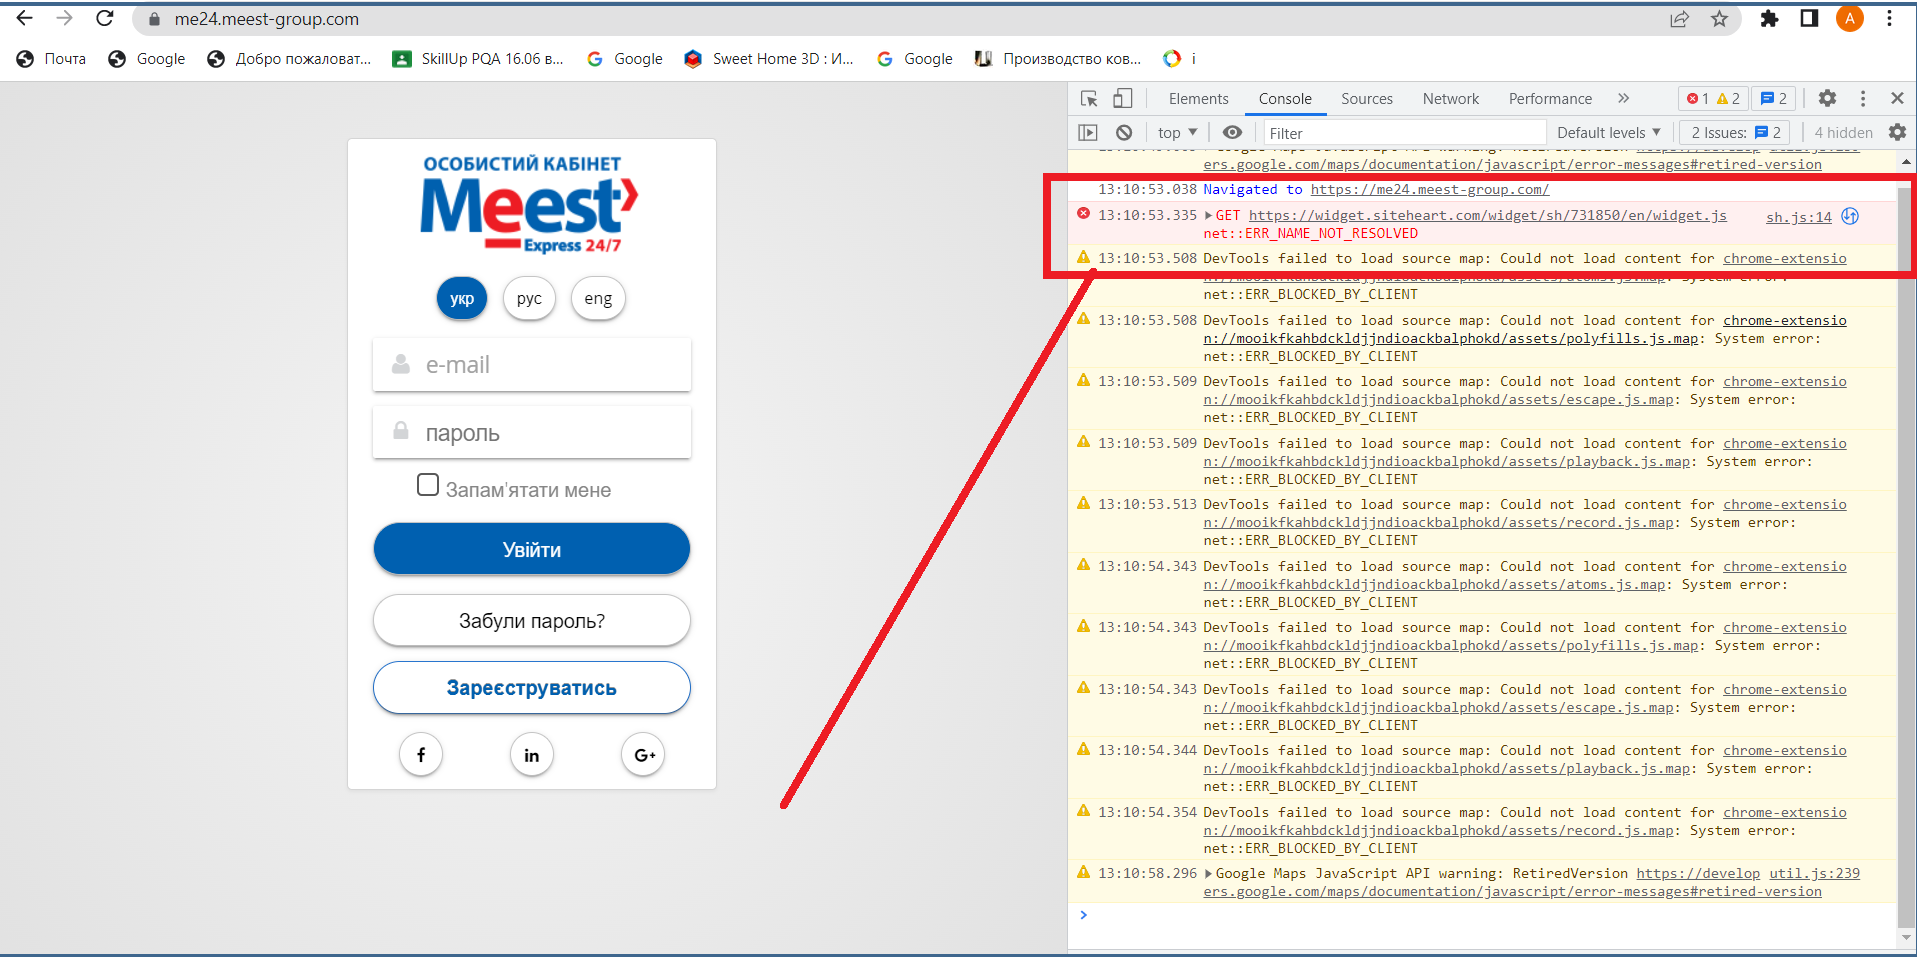 me24.meest-group.com
A
Почта
Google
Добро пожаловат...
SkillUp PQA 16.06 в...
Google
Sweet Home 3D : И...
Google
Производство ков...
i
ОСОБИСТИЙ КАБІНЕТ
Meest
Express 24/7
укр
рус
eng
e-mail
пароль
Запам'ятати мене
Увійти
Забули пароль?
Зареєструватись
f
in
G+
Elements Console Sources Network Performance » 1 2 2
top Filter Default levels 2 Issues: 2 4 hidden
ers.google.com/maps/documentation/javascript/error-messages#retired-version
13:10:53.038 Navigated to https://me24.meest-group.com/
13:10:53.335 GET https://widget.siteheart.com/widget/sh/731850/en/widget.js sh.js:14
net::ERR_NAME_NOT_RESOLVED
13:10:53.508 DevTools failed to load source map: Could not load content for chrome-extensio
n://mooikfkahbdckldjjndioackbalphokd/assets/atoms.js.map: System error:
net::ERR_BLOCKED_BY_CLIENT
13:10:53.508 DevTools failed to load source map: Could not load content for chrome-extensio
n://mooikfkahbdckldjjndioackbalphokd/assets/polyfills.js.map: System error:
net::ERR_BLOCKED_BY_CLIENT
13:10:53.509 DevTools failed to load source map: Could not load content for chrome-extensio
n://mooikfkahbdckldjjndioackbalphokd/assets/escape.js.map: System error:
net::ERR_BLOCKED_BY_CLIENT
13:10:53.509 DevTools failed to load source map: Could not load content for chrome-extensio
n://mooikfkahbdckldjjndioackbalphokd/assets/playback.js.map: System error:
net::ERR_BLOCKED_BY_CLIENT
13:10:53.513 DevTools failed to load source map: Could not load content for chrome-extensio
n://mooikfkahbdckldjjndioackbalphokd/assets/record.js.map: System error:
net::ERR_BLOCKED_BY_CLIENT
13:10:54.343 DevTools failed to load source map: Could not load content for chrome-extensio
n://mooikfkahbdckldjjndioackbalphokd/assets/atoms.js.map: System error:
net::ERR_BLOCKED_BY_CLIENT
13:10:54.343 DevTools failed to load source map: Could not load content for chrome-extensio
n://mooikfkahbdckldjjndioackbalphokd/assets/polyfills.js.map: System error:
net::ERR_BLOCKED_BY_CLIENT
13:10:54.343 DevTools failed to load source map: Could not load content for chrome-extensio
n://mooikfkahbdckldjjndioackbalphokd/assets/escape.js.map: System error:
net::ERR_BLOCKED_BY_CLIENT
13:10:54.344 DevTools failed to load source map: Could not load content for chrome-extensio
n://mooikfkahbdckldjjndioackbalphokd/assets/playback.js.map: System error:
net::ERR_BLOCKED_BY_CLIENT
13:10:54.354 DevTools failed to load source map: Could not load content for chrome-extensio
n://mooikfkahbdckldjjndioackbalphokd/assets/record.js.map: System error:
net::ERR_BLOCKED_BY_CLIENT
13:10:58.296 Google Maps JavaScript API warning: RetiredVersion https://develop util.js:239
ers.google.com/maps/documentation/javascript/error-messages#retired-version